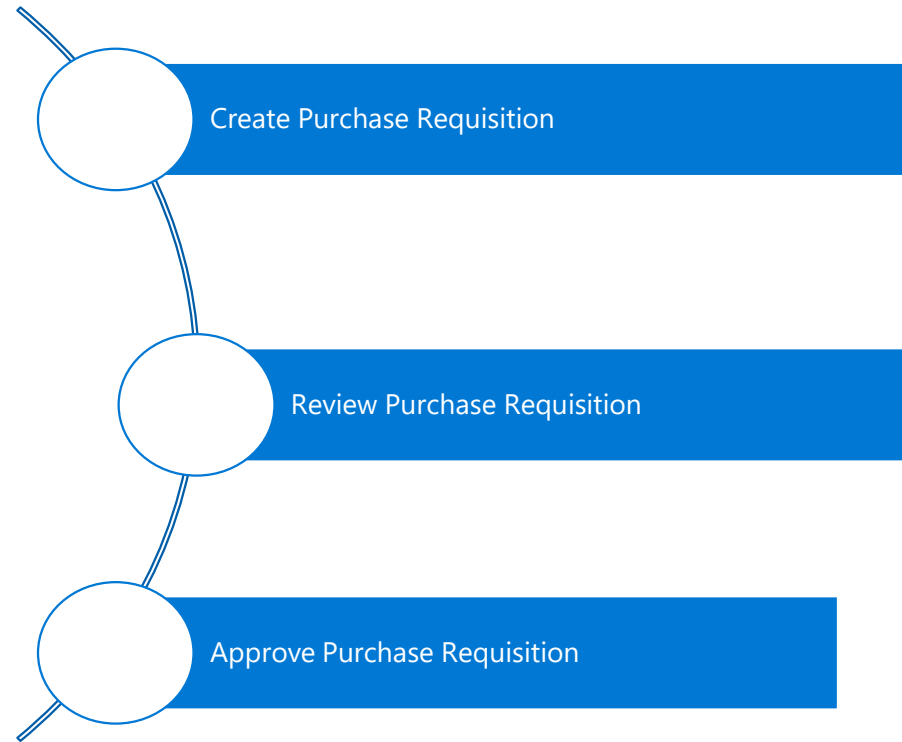 Create Purchase Requisition
Review Purchase Requisition
Approve Purchase Requisition